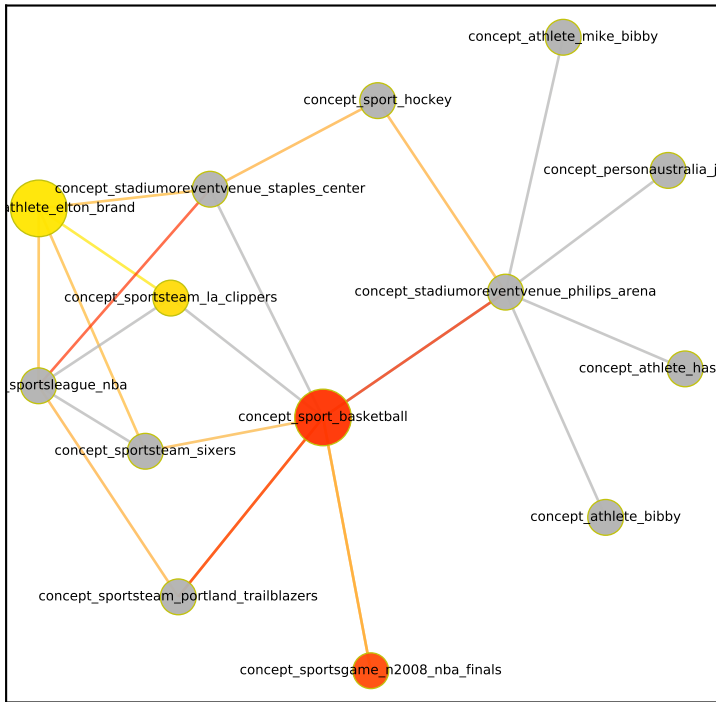 concept_athlete_mike_bibby
concept_sport_hockey
concept_personaustralia_j
concept_stadiumoreventvenue_staples_center
athlete_elton_brand
concept_sportsteam_la_clippers
concept_stadiumoreventvenue_philips_arena
concept_athlete_has
_sportsleague_nba
concept_sport_basketball
concept_sportsteam_sixers
concept_athlete_bibby
concept_sportsteam_portland_trailblazers
concept_sportsgame_n2008_nba_finals